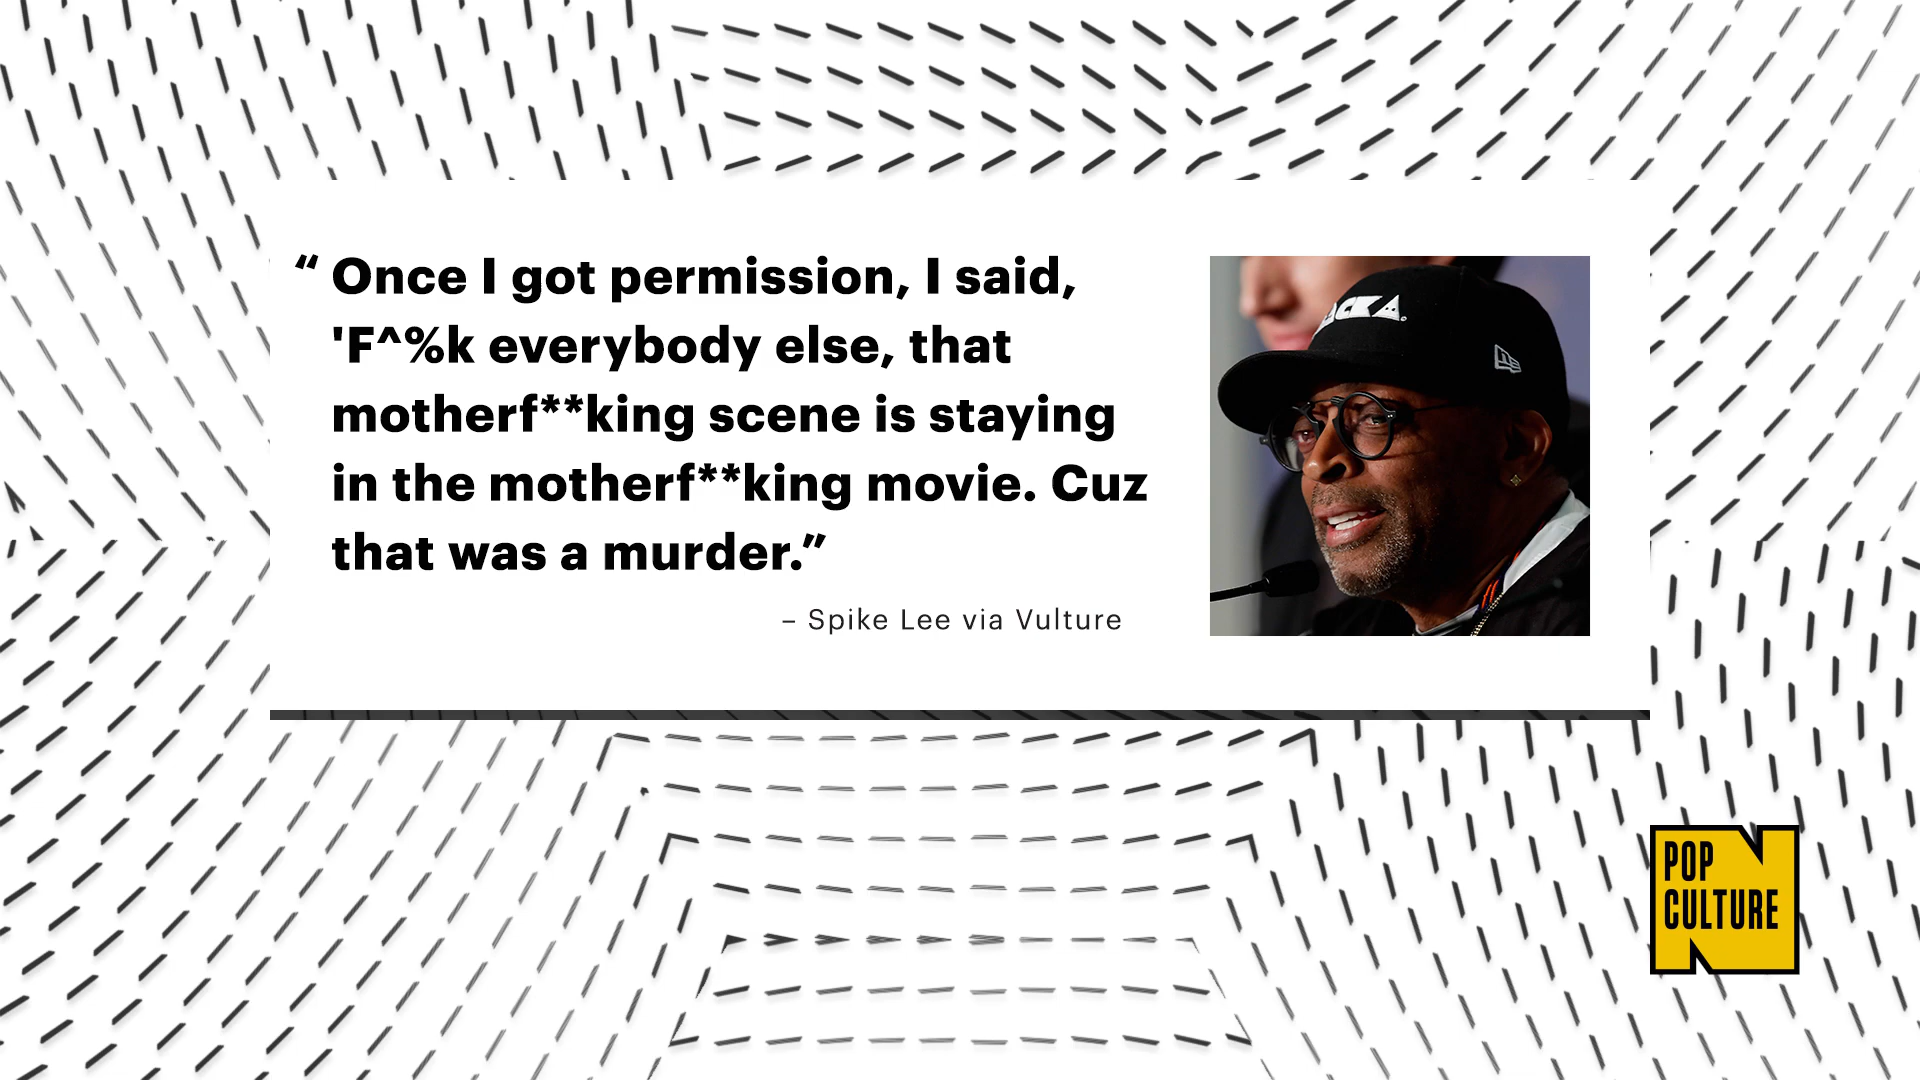 “ Once I got permission, I said,
'F^%k everybody else, that
motherf**king scene is staying
in the motherf**king movie. Cuz
that was a murder.”
– Spike Lee via Vulture
POP
CULTURE